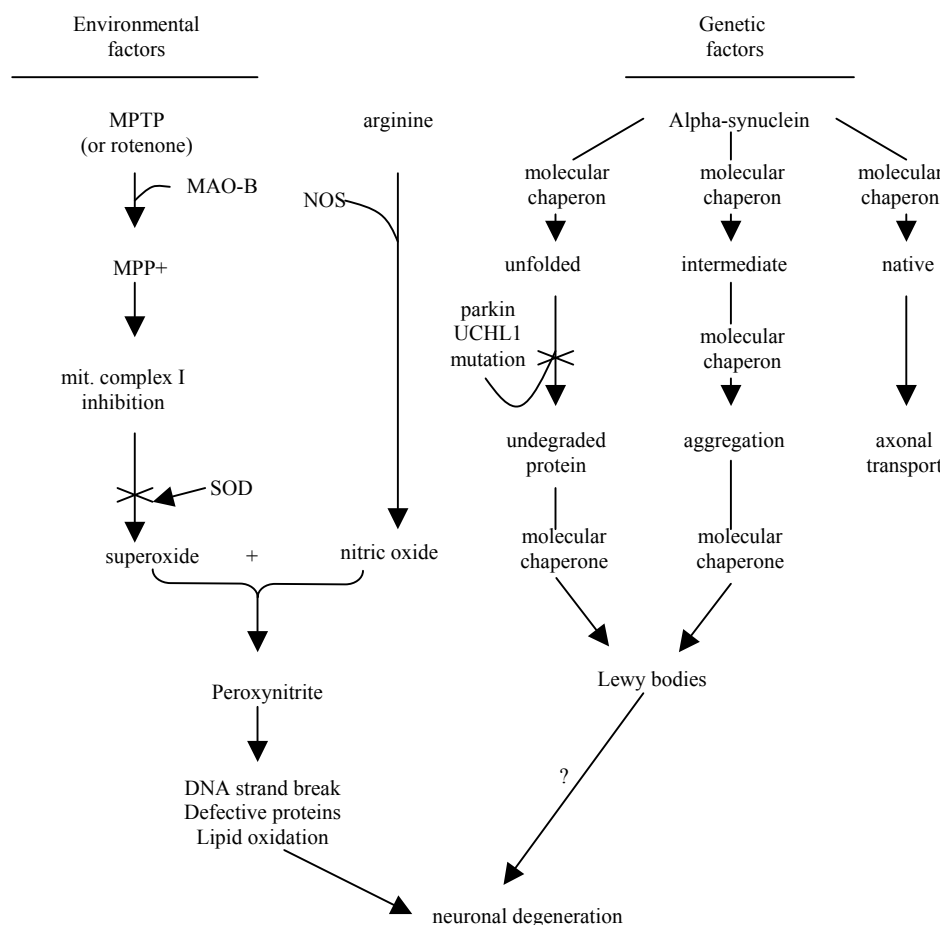 Environmental
factors
Genetic
factors
MPTP
(or rotenone)
arginine
Alpha-synuclein
MAO-B
NOS
molecular
chaperon
molecular
chaperon
molecular
chaperon
MPP+
unfolded
intermediate
native
parkin
UCHL1
mutation
molecular
chaperon
mit. complex I
inhibition
undegraded
protein
aggregation
axonal
transport
SOD
superoxide
+
nitric oxide
molecular
chaperone
molecular
chaperone
Peroxynitrite
Lewy bodies
?
DNA strand break
Defective proteins
Lipid oxidation
neuronal degeneration